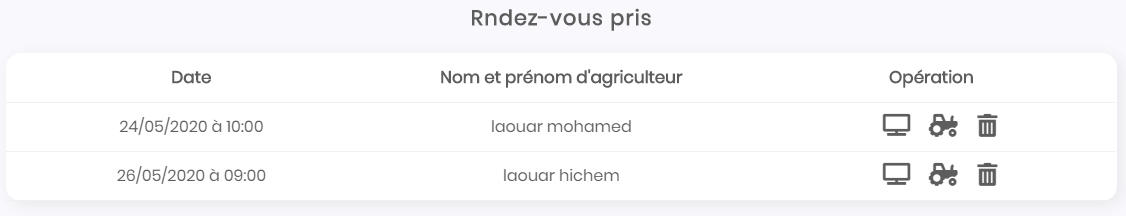 Rndez-vous pris
Date Nom et prénom d'agriculteur Opération
24/05/2020 à 10:00 laouar mohamed
26/05/2020 à 09:00 laouar hichem